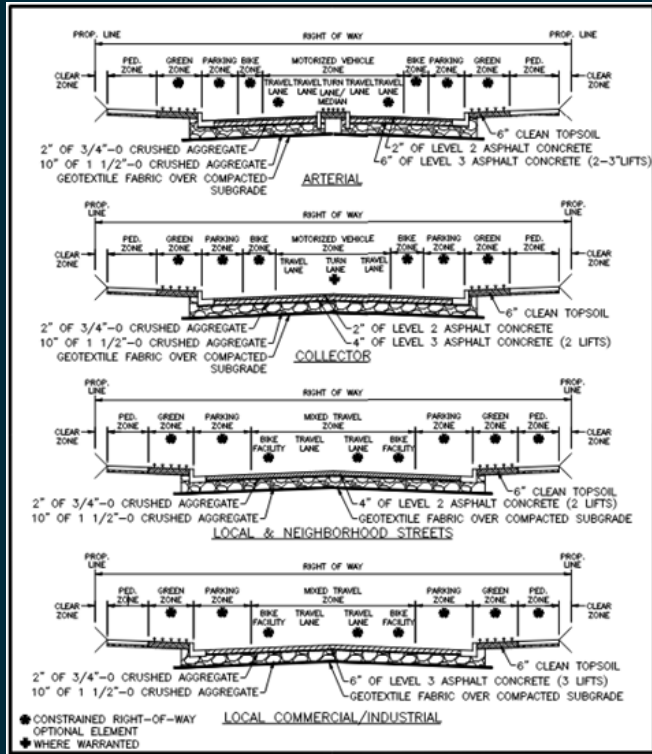 PROP. LINE RIGHT OF WAY PROP. LINE
CLEAR ZONE PED. ZONE GREEN ZONE PARKING ZONE BIKE ZONE MOTORIZED VEHICLE ZONE BIKE ZONE PARKING ZONE GREEN ZONE PED. ZONE CLEAR ZONE
TRAVEL LANE TRAVEL LANE TURN LANE/ MEDIAN TRAVEL LANE TRAVEL LANE
6" CLEAN TOPSOIL
2" OF 3/4"-0 CRUSHED AGGREGATE 2" OF LEVEL 2 ASPHALT CONCRETE
10" OF 1 1/2"-0 CRUSHED AGGREGATE 6" OF LEVEL 3 ASPHALT CONCRETE (2-3"LIFTS)
GEOTEXTILE FABRIC OVER COMPACTED SUBGRADE
ARTERIAL
PROP. LINE RIGHT OF WAY PROP. LINE
CLEAR ZONE PED. ZONE GREEN ZONE PARKING ZONE BIKE ZONE MOTORIZED VEHICLE ZONE BIKE ZONE PARKING ZONE GREEN ZONE PED. ZONE CLEAR ZONE
TRAVEL LANE TURN LANE TRAVEL LANE
6" CLEAN TOPSOIL
2" OF 3/4"-0 CRUSHED AGGREGATE 2" OF LEVEL 2 ASPHALT CONCRETE
10" OF 1 1/2"-0 CRUSHED AGGREGATE 4" OF LEVEL 3 ASPHALT CONCRETE (2 LIFTS)
GEOTEXTILE FABRIC OVER COMPACTED SUBGRADE
COLLECTOR
PROP. LINE RIGHT OF WAY PROP. LINE
CLEAR ZONE PED. ZONE GREEN ZONE PARKING ZONE MIXED TRAVEL ZONE PARKING ZONE GREEN ZONE PED. ZONE CLEAR ZONE
BIKE FACILITY TRAVEL LANE TRAVEL LANE BIKE FACILITY
6" CLEAN TOPSOIL
2" OF 3/4"-0 CRUSHED AGGREGATE 4" OF LEVEL 2 ASPHALT CONCRETE (2 LIFTS)
10" OF 1 1/2"-0 CRUSHED AGGREGATE GEOTEXTILE FABRIC OVER COMPACTED SUBGRADE
LOCAL & NEIGHBORHOOD STREETS
PROP. LINE RIGHT OF WAY PROP. LINE
CLEAR ZONE PED. ZONE GREEN ZONE PARKING ZONE MIXED TRAVEL ZONE PARKING ZONE GREEN ZONE PED. ZONE CLEAR ZONE
BIKE FACILITY TRAVEL LANE TRAVEL LANE BIKE FACILITY
6" CLEAN TOPSOIL
2" OF 3/4"-0 CRUSHED AGGREGATE 6" OF LEVEL 3 ASPHALT CONCRETE (3 LIFTS)
10" OF 1 1/2"-0 CRUSHED AGGREGATE GEOTEXTILE FABRIC OVER COMPACTED SUBGRADE
LOCAL COMMERCIAL/INDUSTRIAL
CONSTRAINED RIGHT-OF-WAY
OPTIONAL ELEMENT
WHERE WARRANTED